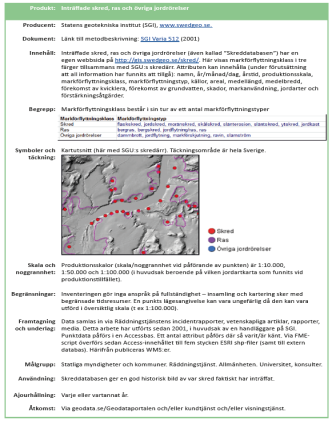 Produkt: Inträffade skred, ras och övriga jordrörelser
Producent: Statens geotekniska institut (SGI), www.swedgeo.se
Dokument: Länk till metodbeskrivning: SGI Varia 512 (2001)
Innehåll: Inträffade skred, ras och övriga jordrörelser (även kallad "Skreddatabasen") har en
egen webbsida på http://gis.swedgeo.se/skred/. Här visas markförflyttningsklass i tre
färger tillsammans med SGU:s skredärr. Attributen kan innehålla (under förutsättning
att all information har funnits att tillgå): namn, år/månad/dag, årstid, produktionsskala,
markförflyttningsklass, markförflyttningstyp, källor, areal, medellängd, medelbredd,
förekomst av kvicklera, förekomst av grundvatten, skador, markanvändning, jordarter och
förstärkningsåtgärder.
Begrepp: Markförflyttningsklass består i sin tur av ett antal markförflyttningstyper
Markförflyttningsklass Markförflyttningstyp
Skred
Ras bergras, bergskred, jordflytning/ras, ras
Övriga jordrörelser
Symboler och Kartutsnitt (här med SGU:s skredärr). Täckningsområde är hela Sverige.
täckning:
Skred
Ras
Övriga jordrörelser
Skala och Produktionsskalor (skala/noggrannhet vid påförande av punkten) är 1:10.000,
noggrannhet: 1:50.000 och 1:100.000 (i huvudsak beroende på vilken jordartskarta som funnits vid
produktionstillfället).
Begränsningar: Inventeringen gör inga anspråk på fullständighet – insamling och kartering sker med
begränsade tidsresurser. En punkts lägesangivelse kan vara ungefärlig då den kan vara
utförd i översiktlig skala (t ex 1:100.000).
Framtagning Data samlas in via Räddningstjänstens incidentrapporter, vetenskapliga artiklar, rapporter,
och underlag: media. Detta arbete har utförts sedan 2001, i huvudsak av en handläggare på SGI.
Punktdata påförs i en Accessbas. Ett antal attribut påförs där så varit/är känt. Via FME-
script överförs sedan Access-innehållet till fem stycken ESRI shp-filer (samt till extern
databas). Härifrån publiceras WMS:er.
Målgrupp: Statliga myndigheter och kommuner. Räddningstjänst. Allmänheten. Universitet, konsulter.
Användning: Skreddatabasen ger en god historisk bild av var skred faktiskt har inträffat.
Ajourhållning: Varje eller vartannat år.
Åtkomst: Via geodata.se/Geodataportalen och/eller kundtjänst och/eller visningstjänst.